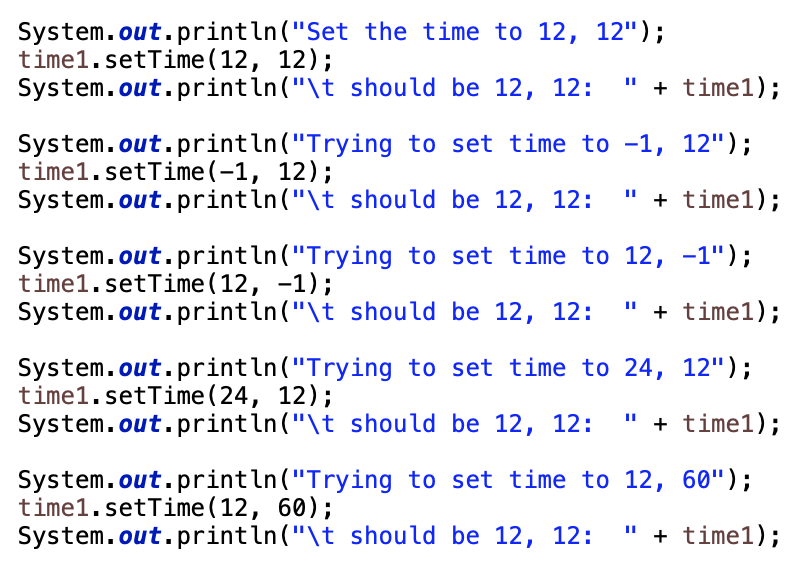 System.out.println("Set the time to 12, 12");
time1.setTime(12, 12);
System.out.println("\t should be 12, 12:  " + time1);

System.out.println("Trying to set time to -1, 12");
time1.setTime(-1, 12);
System.out.println("\t should be 12, 12:  " + time1);

System.out.println("Trying to set time to 12, -1");
time1.setTime(12, -1);
System.out.println("\t should be 12, 12:  " + time1);

System.out.println("Trying to set time to 24, 12");
time1.setTime(24, 12);
System.out.println("\t should be 12, 12:  " + time1);

System.out.println("Trying to set time to 12, 60");
time1.setTime(12, 60);
System.out.println("\t should be 12, 12:  " + time1);